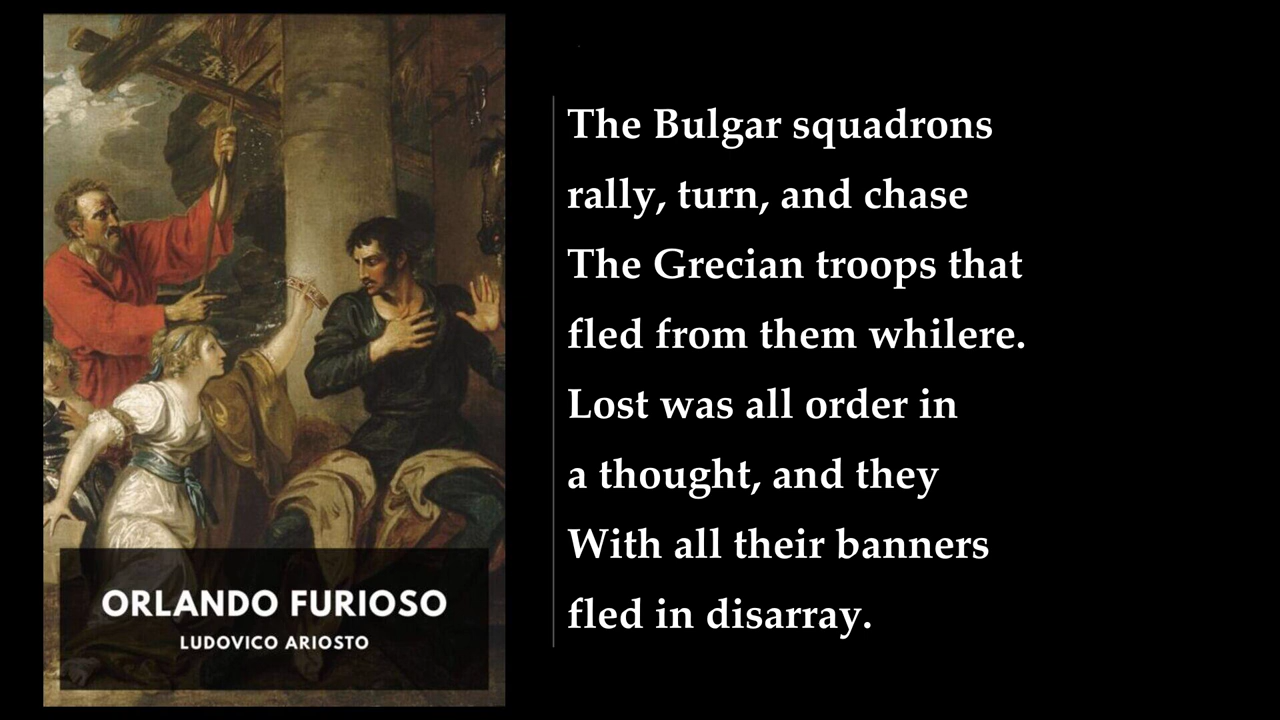 ORLANDO FURIOSO
LUDOVICO ARIOSTO
The Bulgar squadrons
rally, turn, and chase
The Grecian troops that
fled from them whilere.
Lost was all order in
a thought, and they
With all their banners
fled in disarray.